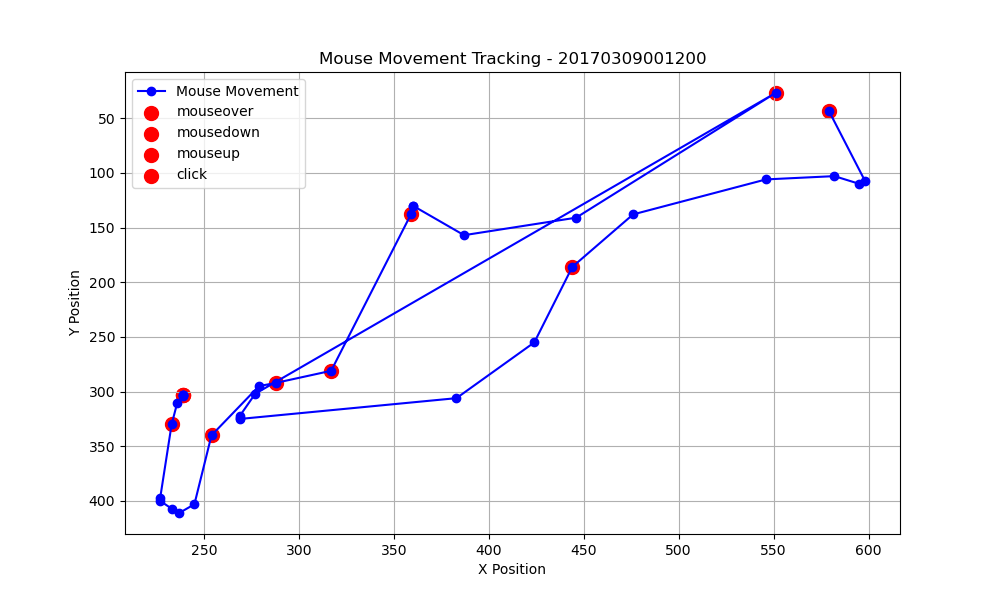 Mouse Movement Tracking - 20170309001200
Mouse Movement
mouseover
mousedown
mouseup
click
Y Position
50
100
150
200
250
300
350
400
250 300 350 400 450 500 550 600
X Position